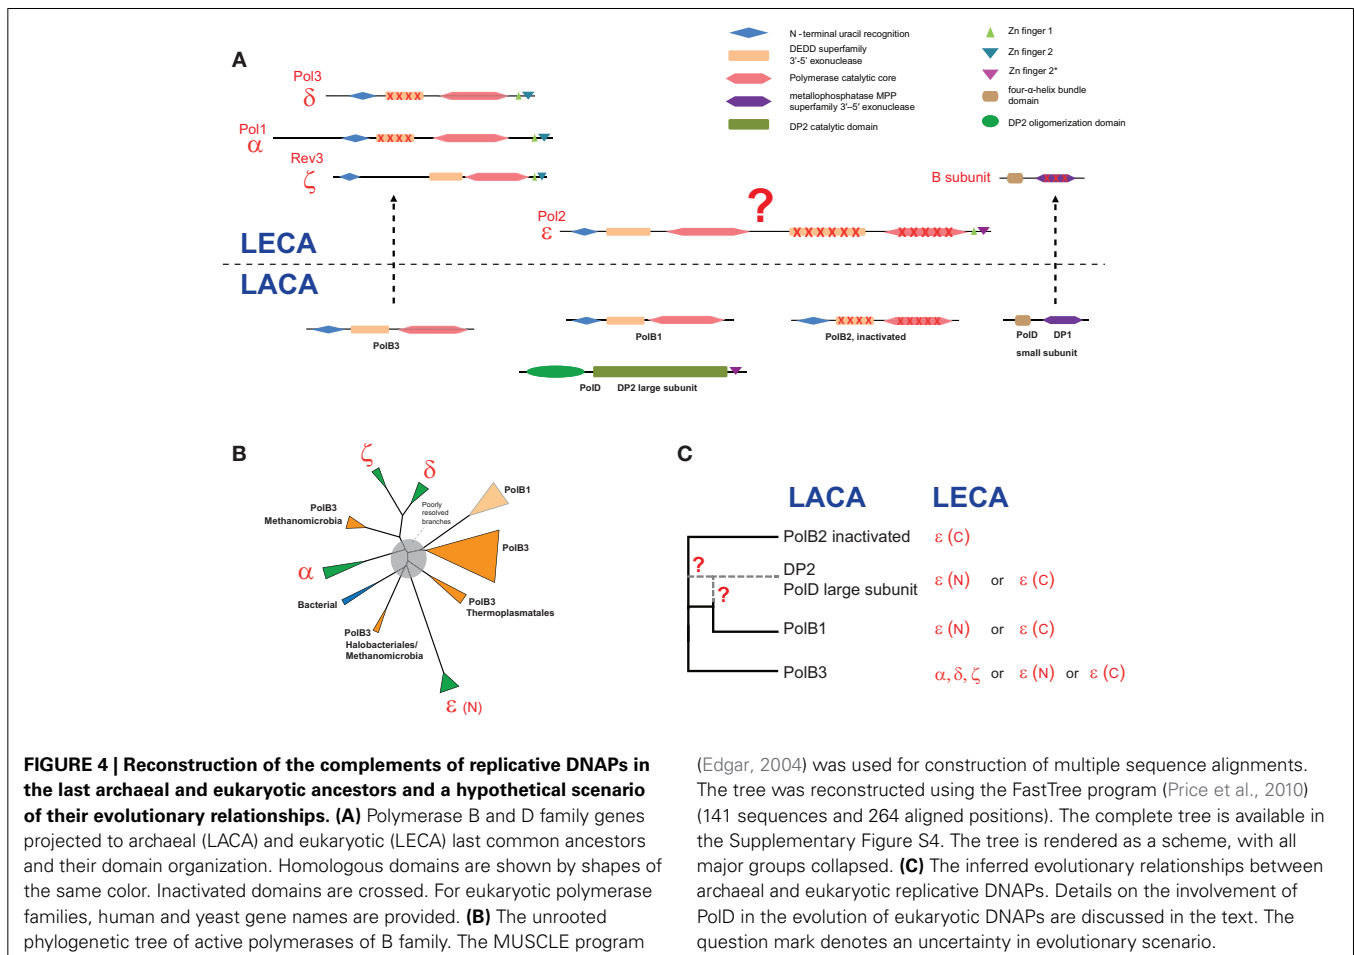 A
N - terminal uracil recognition
DEDD superfamily
3'-5' exonuclease
Polymerase catalytic core
metallophosphatase MPP
superfamily 3'–5' exonuclease
DP2 catalytic domain
Zn finger 1
Zn finger 2
Zn finger 2*
four-α-helix bundle
domain
DP2 oligomerization domain
Pol3
δ
XXXX
Pol1
α
XXXX
Rev3
ζ
B subunit
XXX
?
Pol2
ε
XXXXXX
XXXXX
LECA
LACA
PolB3
PolB1
XXXX
XXXXX
PolB2, inactivated
PolD DP1
small subunit
PolD DP2 large subunit
B
ζ
δ
PolB1
Poorly
resolved
branches
PolB3
Methanomicrobia
PolB3
α
Bacterial
PolB3
Thermoplasmatales
PolB3
Halobacteriales/
Methanomicrobia
ε (N)
C
LACA LECA
PolB2 inactivated ε (C)
?
DP2
PolD large subunit ε (N) or ε (C)
?
PolB1 ε (N) or ε (C)
PolB3 α, δ, ζ or ε (N) or ε (C)
FIGURE 4 | Reconstruction of the complements of replicative DNAPs in
the last archaeal and eukaryotic ancestors and a hypothetical scenario
of their evolutionary relationships. (A) Polymerase B and D family genes
projected to archaeal (LACA) and eukaryotic (LECA) last common ancestors
and their domain organization. Homologous domains are shown by shapes of
the same color. Inactivated domains are crossed. For eukaryotic polymerase
families, human and yeast gene names are provided. (B) The unrooted
phylogenetic tree of active polymerases of B family. The MUSCLE program
(Edgar, 2004) was used for construction of multiple sequence alignments.
The tree was reconstructed using the FastTree program (Price et al., 2010)
(141 sequences and 264 aligned positions). The complete tree is available in
the Supplementary Figure S4. The tree is rendered as a scheme, with all
major groups collapsed. (C) The inferred evolutionary relationships between
archaeal and eukaryotic replicative DNAPs. Details on the involvement of
PolD in the evolution of eukaryotic DNAPs are discussed in the text. The
question mark denotes an uncertainty in evolutionary scenario.